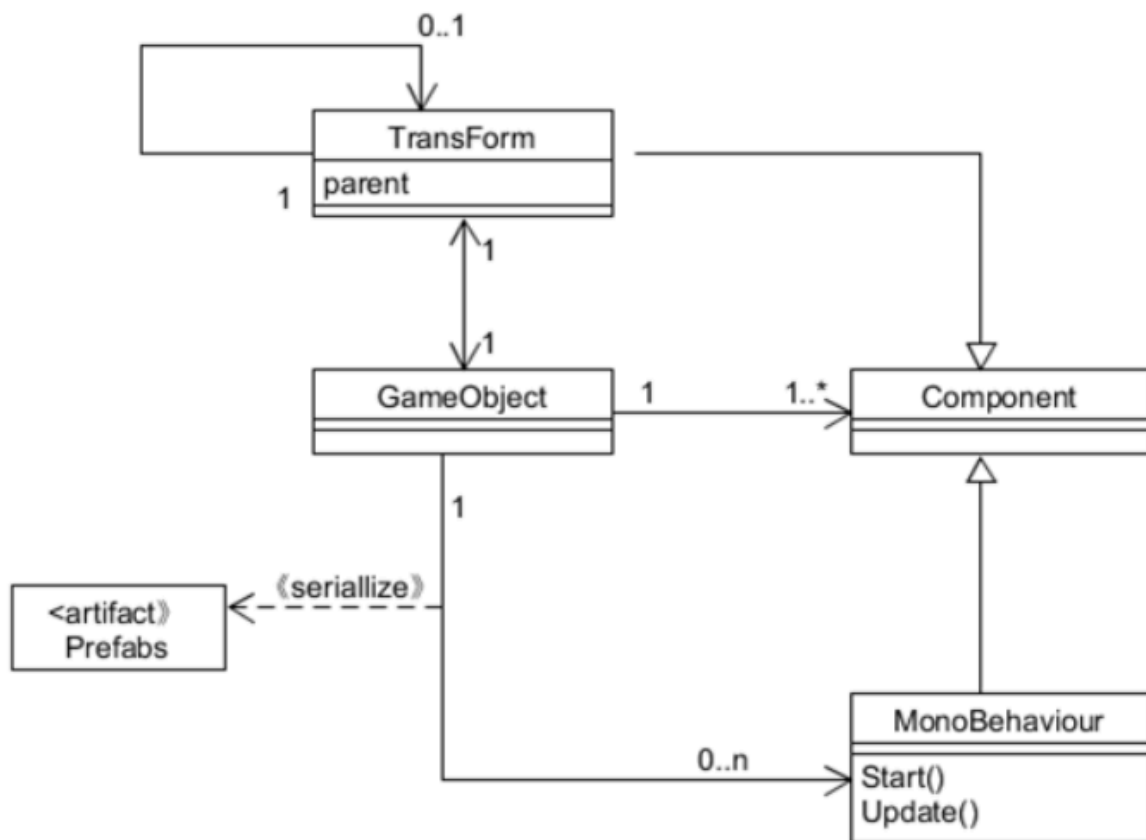 0..1
TransForm
parent
1
1
1
GameObject
1
1..*
Component
1
《seriallize》
<artifact》
Prefabs
MonoBehaviour
0..n
Start()
Update()